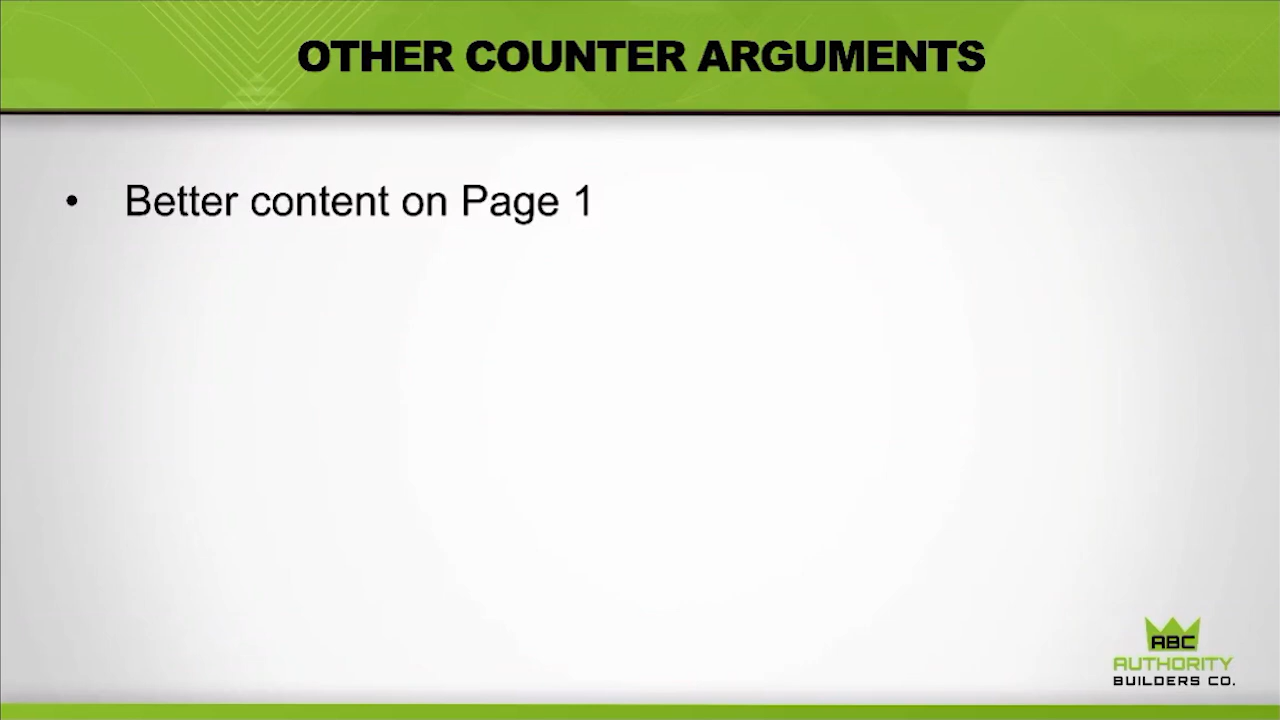 OTHER COUNTER ARGUMENTS
• Better content on Page 1
ABC
AUTHORITY
BUILDERS CO.